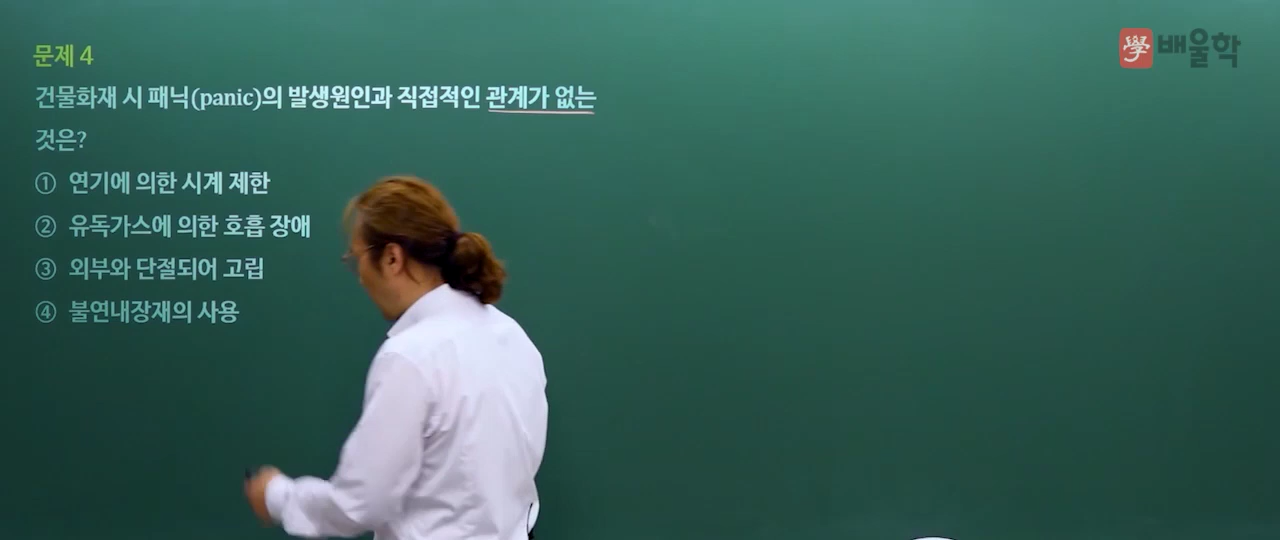 學 배울학
문제 4
건물화재 시 패닉(panic)의 발생원인과 직접적인 관계가 없는
것은?
① 연기에 의한 시계 제한
② 유독가스에 의한 호흡 장애
③ 외부와 단절되어 고립
④ 불연내장재의 사용